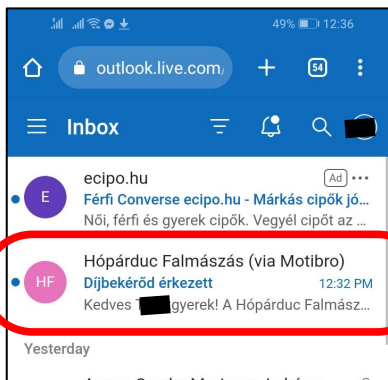 49% 12:36
outlook.live.com/ + 54
Inbox
ecipo.hu Ad
E
Férfi Converse ecipo.hu - Márkás cipők jó...
Női, férfi és gyerek cipők. Vegyél cipőt az ...
Hópárduc Falmászás (via Motibro)
HF
Díjbekérőd érkezett 12:32 PM
Kedves T gyerek! A Hópárduc Falmász...
Yesterday